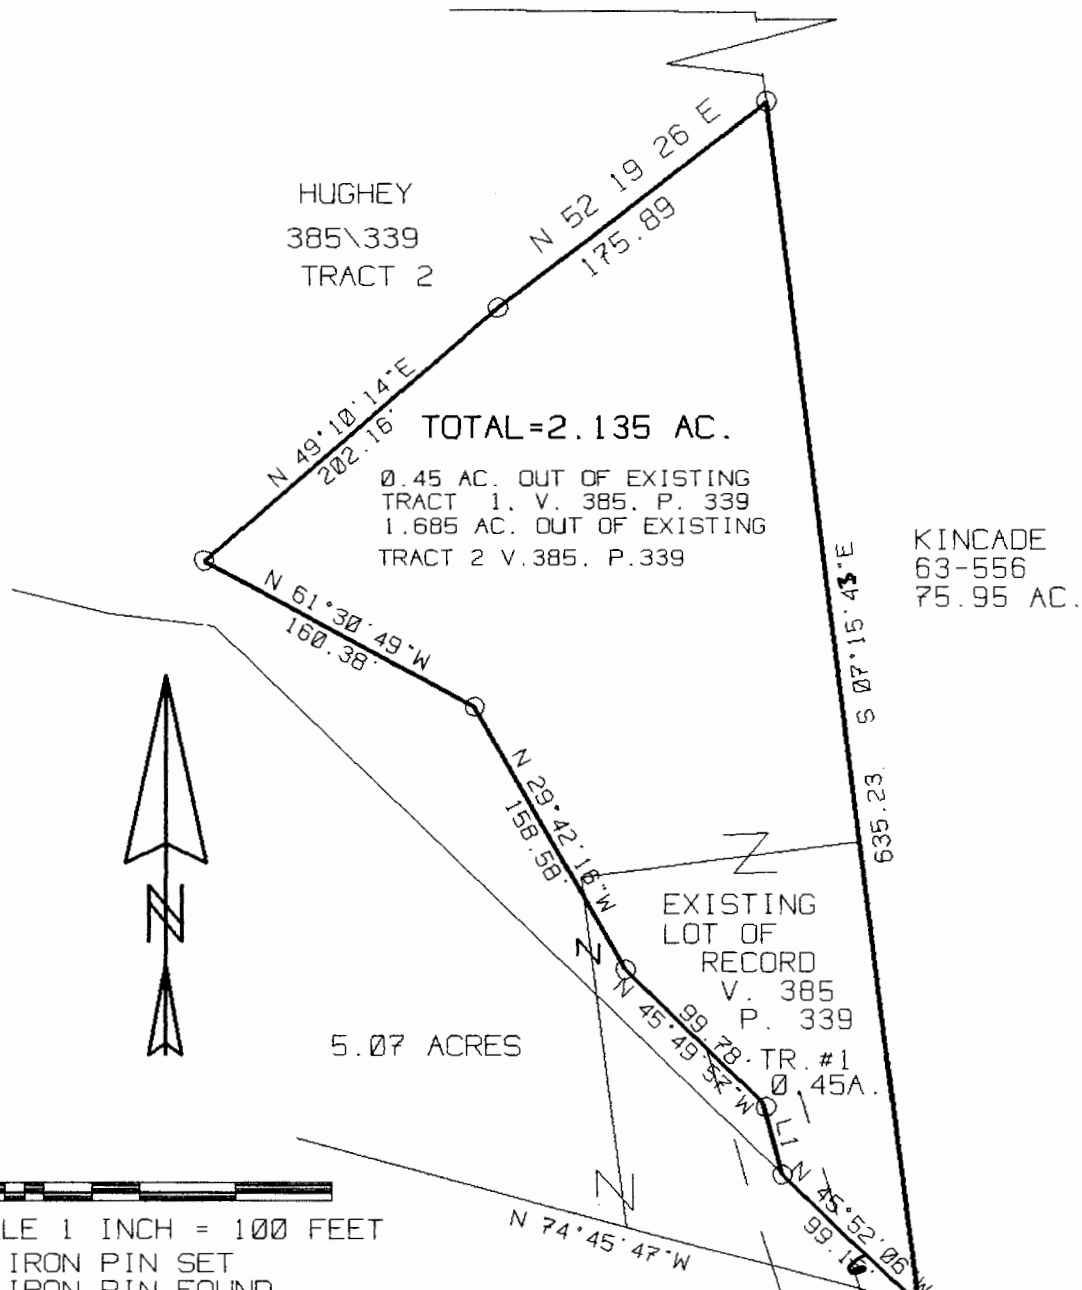 N 52 19 26 E
175.89
HUGHEY
385\339
TRACT 2
N 49°10'14"E
202.16'
TOTAL=2.135 AC.
0.45 AC. OUT OF EXISTING
TRACT 1, V. 385, P. 339
1.685 AC. OUT OF EXISTING
TRACT 2 V.385, P.339
KINCADE
63-556
75.95 AC.
S 07°15'43"E
635.23'
N 61°30'49"W
160.38'
N 29°42'16"W
158.58'
N
Z
EXISTING
LOT OF
RECORD
V. 385
P. 339
TR.#1
0.45A.
Z
N 45°49'57"W
99.78'
5.07 ACRES
L1
Z
N 45°52'06"W
99.16'
N 74°45'47"W
LE 1 INCH = 100 FEET
IRON PIN SET
IRON PIN FOUND